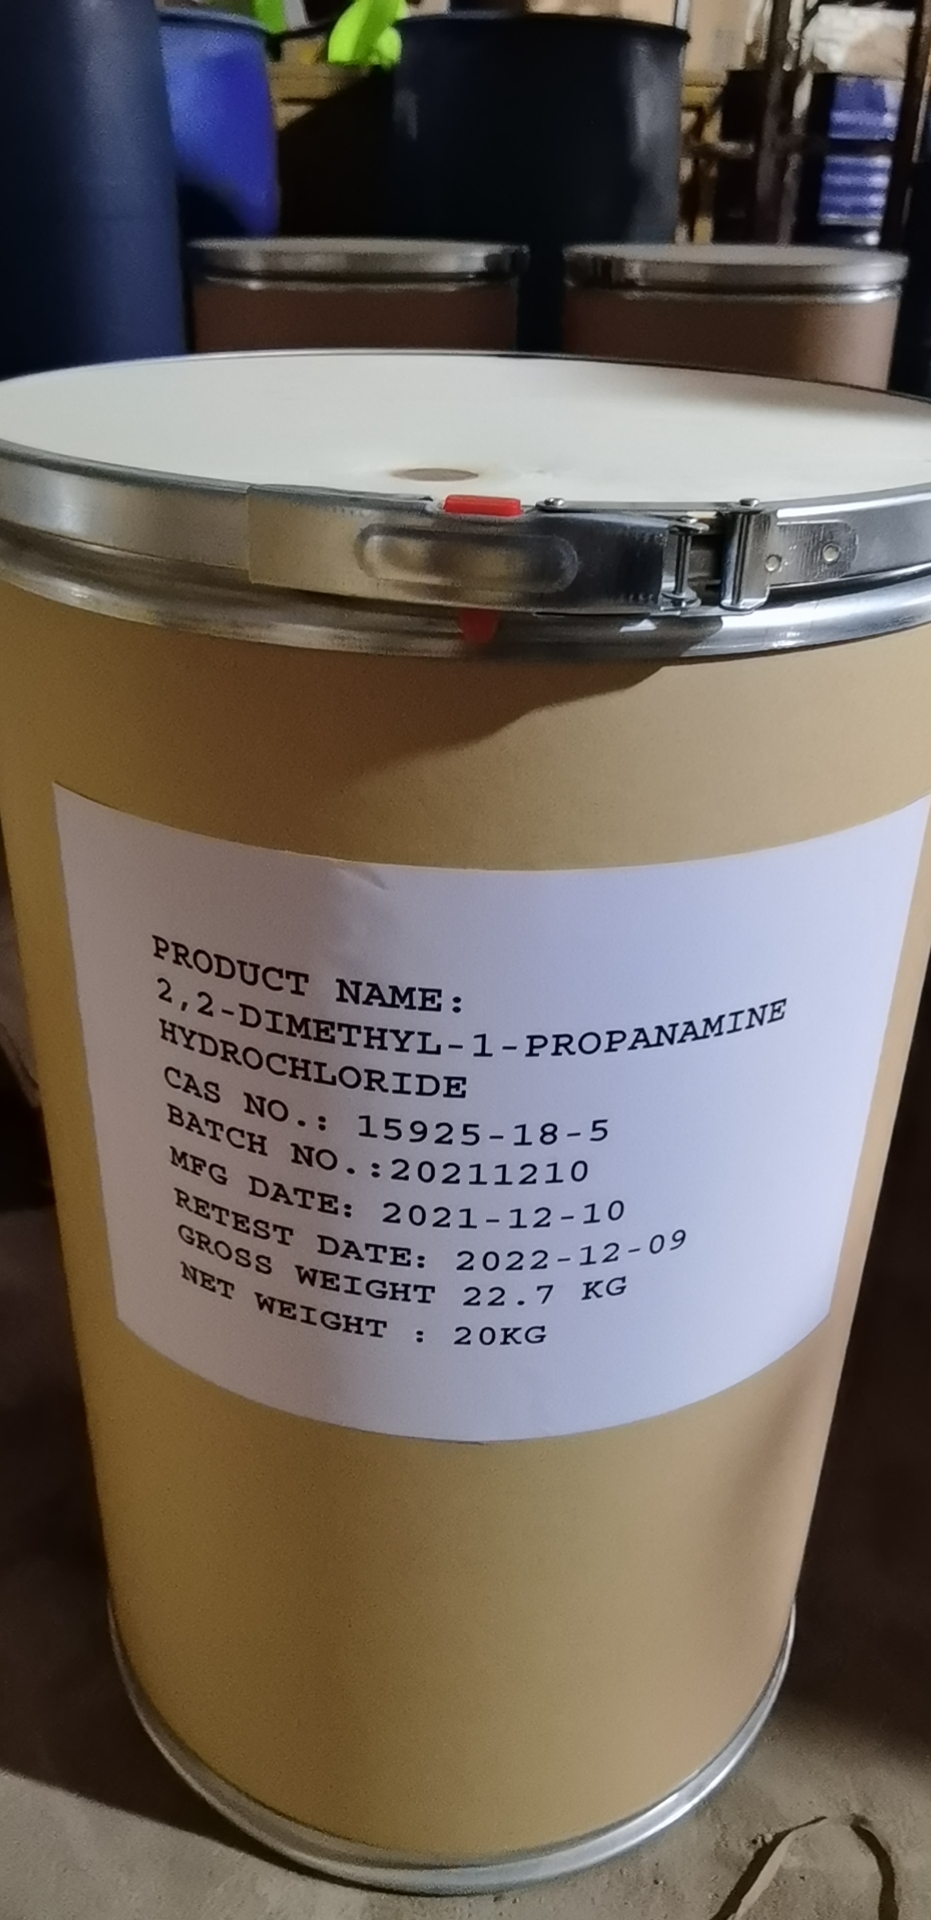 PRODUCT NAME:
2,2-DIMETHYL-1-PROPANAMINE
HYDROCHLORIDE
CAS NO.: 15925-18-5
BATCH NO.:20211210
MFG DATE: 2021-12-10
RETEST DATE: 2022-12-09
GROSS WEIGHT 22.7 KG
NET WEIGHT : 20KG